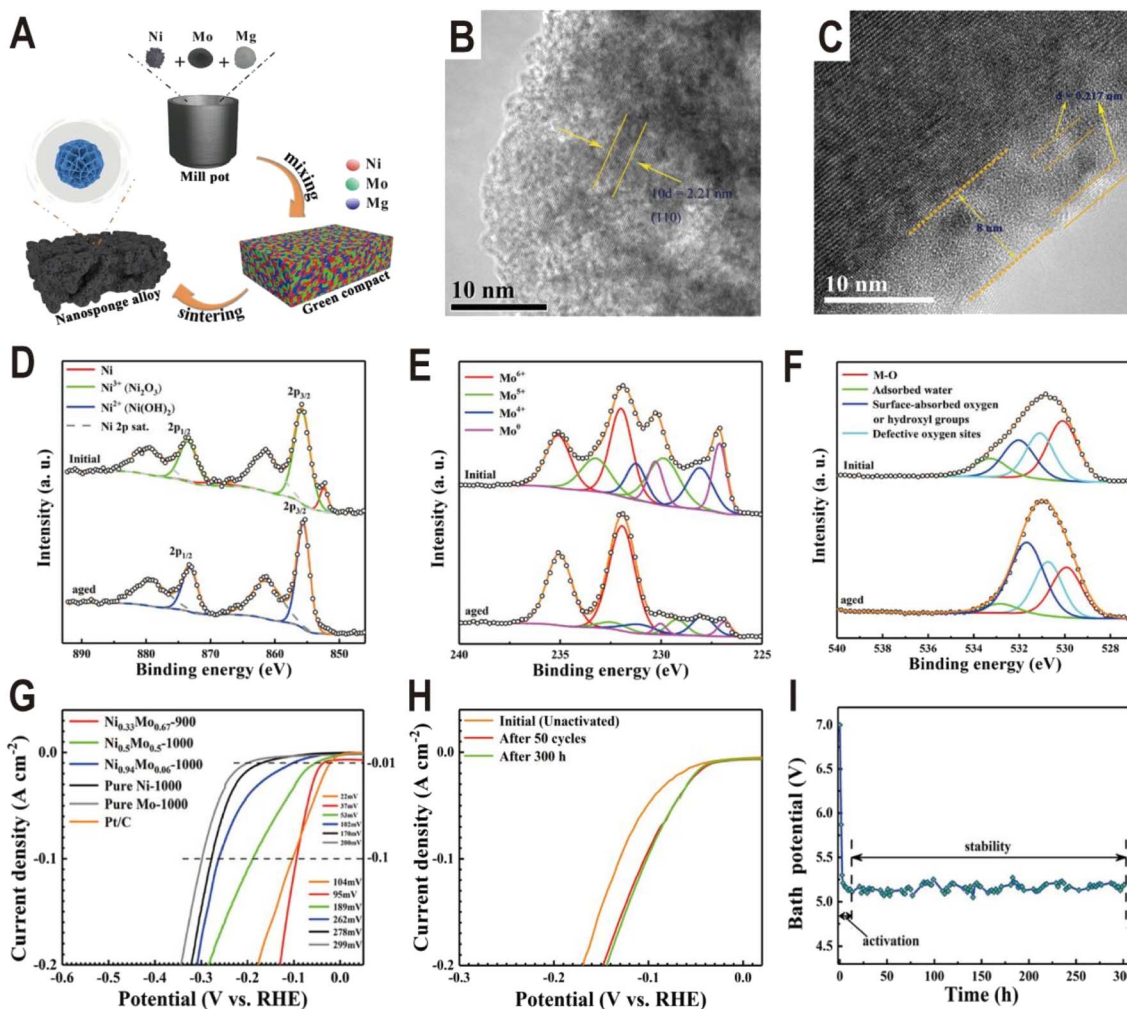 A
Ni
Mo
Mg
+
+
Mill pot
mixing
Ni
Mo
Mg
Green compact
sintering
Nanosponge alloy
B
10d = 2.21 nm
(110)
10 nm
C
d = 0.217 nm
8 nm
10 nm
D
Ni
Ni³⁺ (Ni₂O₃)
Ni²⁺ (Ni(OH)₂)
Ni 2p sat.
2p₃/₂
2p₁/₂
Initial
2p₃/₂
2p₁/₂
aged
Intensity (a. u.)
890 880 870 860 850
Binding energy (eV)
E
Mo⁶⁺
Mo⁵⁺
Mo⁴⁺
Mo⁰
Initial
aged
Intensity (a. u.)
240 235 230 225
Binding energy (eV)
F
M-O
Adsorbed water
Surface-absorbed oxygen
or hydroxyl groups
Defective oxygen sites
Initial
aged
Intensity (a. u.)
540 538 536 534 532 530 528
Binding energy (eV)
G
Ni₀.₃₃Mo₀.₆₇-900
Ni₀.₅Mo₀.₅-1000
Ni₀.₉₄Mo₀.₀₆-1000
Pure Ni-1000
Pure Mo-1000
Pt/C
-0.01
22mV
37mV
53mV
102mV
170mV
200mV
-0.1
104mV
95mV
189mV
262mV
278mV
299mV
Current density (A cm⁻²)
0.0
-0.1
-0.2
-0.6 -0.5 -0.4 -0.3 -0.2 -0.1 0.0
Potential (V vs. RHE)
H
Initial (Unactivated)
After 50 cycles
After 300 h
Current density (A cm⁻²)
0.0
-0.1
-0.2
-0.3 -0.2 -0.1 0.0
Potential (V vs. RHE)
I
stability
activation
Bath potential (V)
7.0
6.5
6.0
5.5
5.0
4.5
0 50 100 150 200 250 300
Time (h)